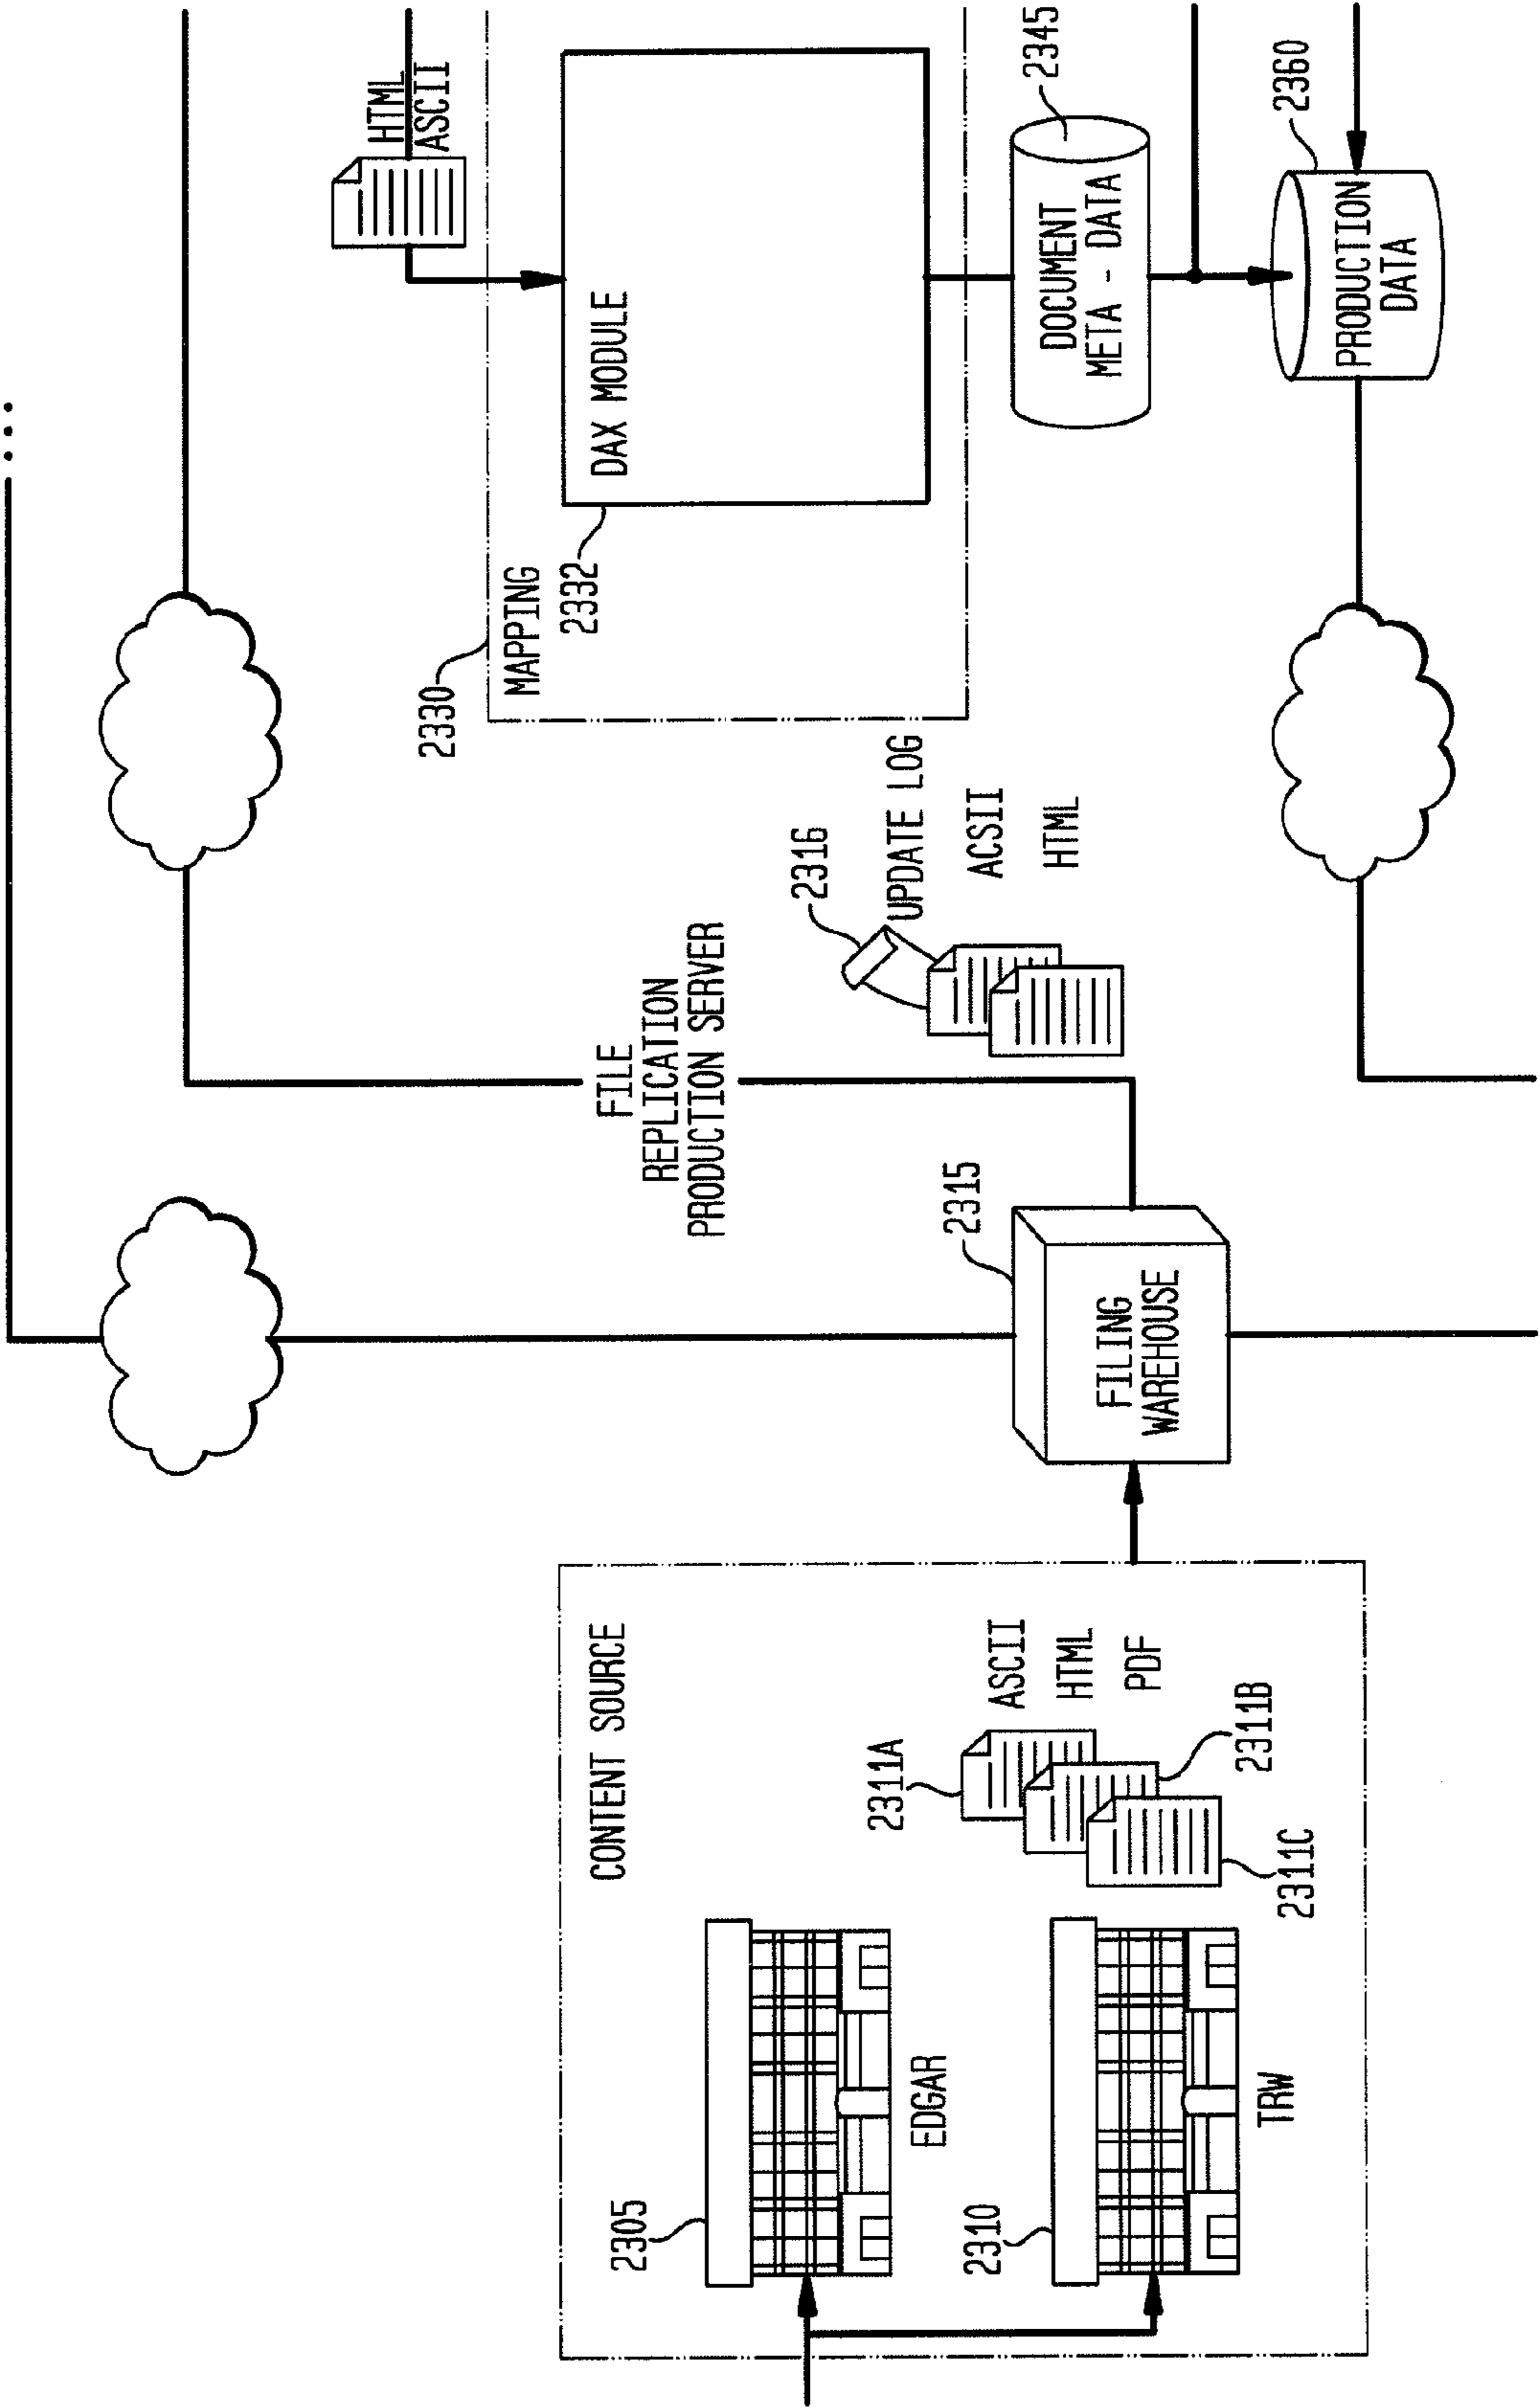 CONTENT SOURCE
2305
EDGAR
2310
TRW
2311A
2311B
2311C
ASCII
HTML
PDF
2315
FILING
WAREHOUSE
FILE
REPLICATION
PRODUCTION SERVER
2316
UPDATE LOG
ACSII
HTML
HTML
ASCII
2330
MAPPING
2332
DAX MODULE
2345
DOCUMENT
META - DATA
2360
PRODUCTION
DATA